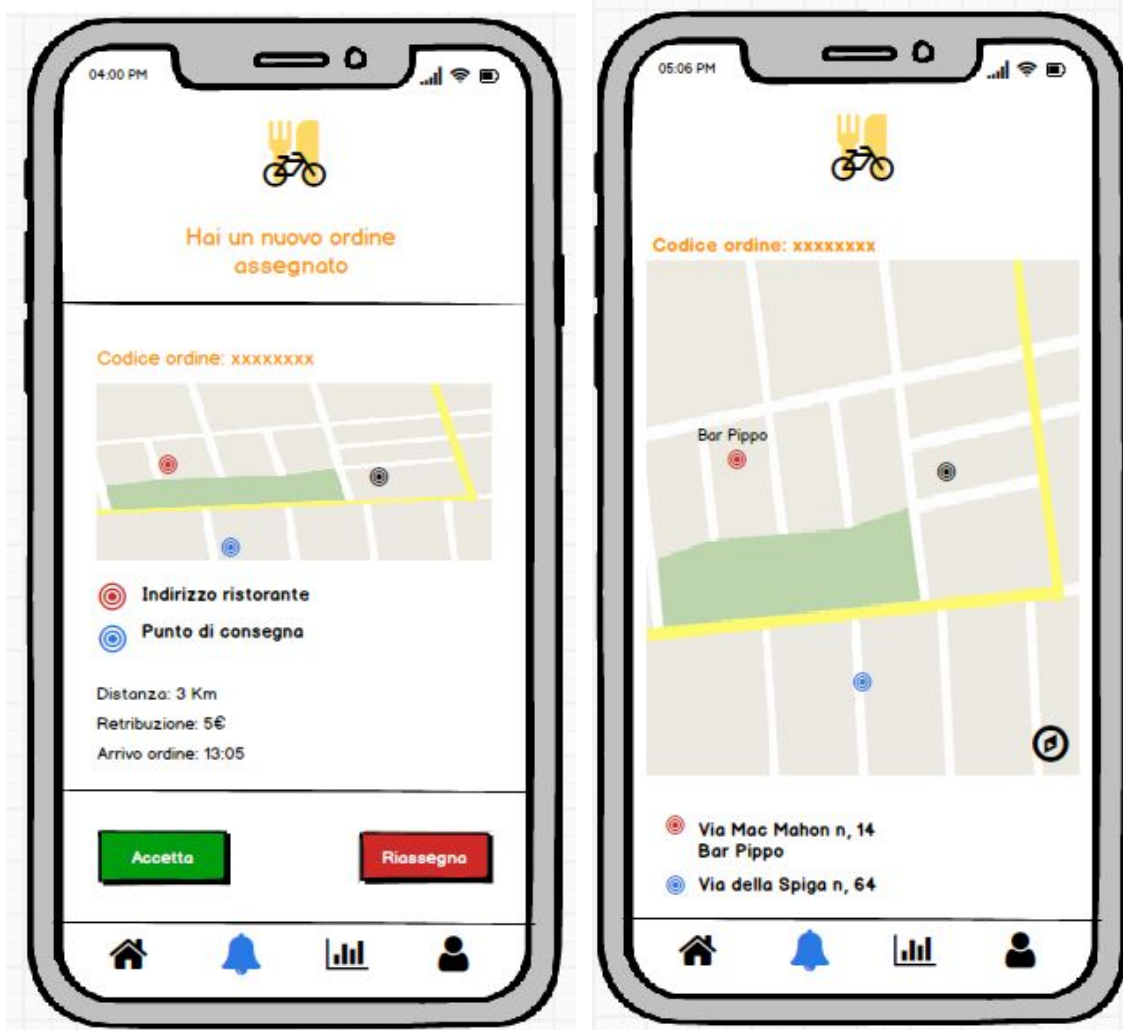 04:00 PM
Hai un nuovo ordine
assegnato
Codice ordine: xxxxxxxx
Indirizzo ristorante
Punto di consegna
Distanza: 3 Km
Retribuzione: 5€
Arrivo ordine: 13:05
Accetta
Riassegna
05:06 PM
Codice ordine: xxxxxxxx
Bar Pippo
Via Mac Mahon n, 14
Bar Pippo
Via della Spiga n, 64